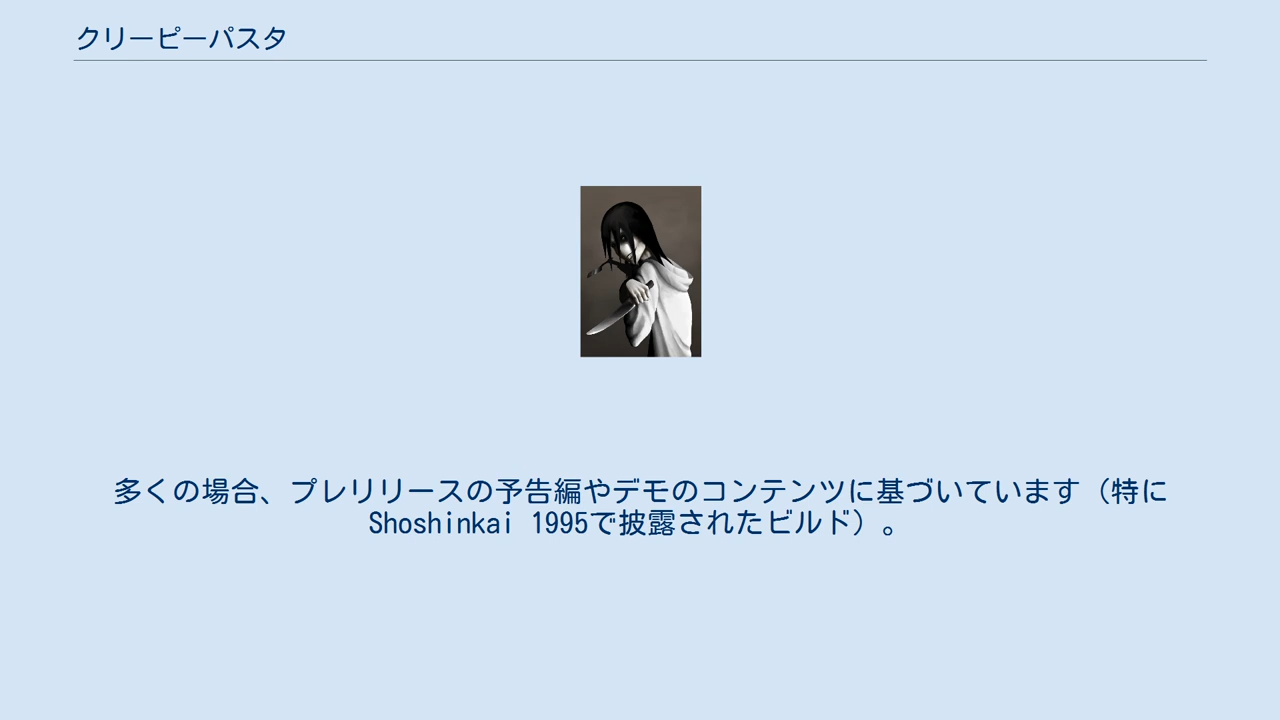 クリーピーパスタ
多くの場合、プレリリースの予告編やデモのコンテンツに基づいています（特に
Shoshinkai 1995で披露されたビルド）。